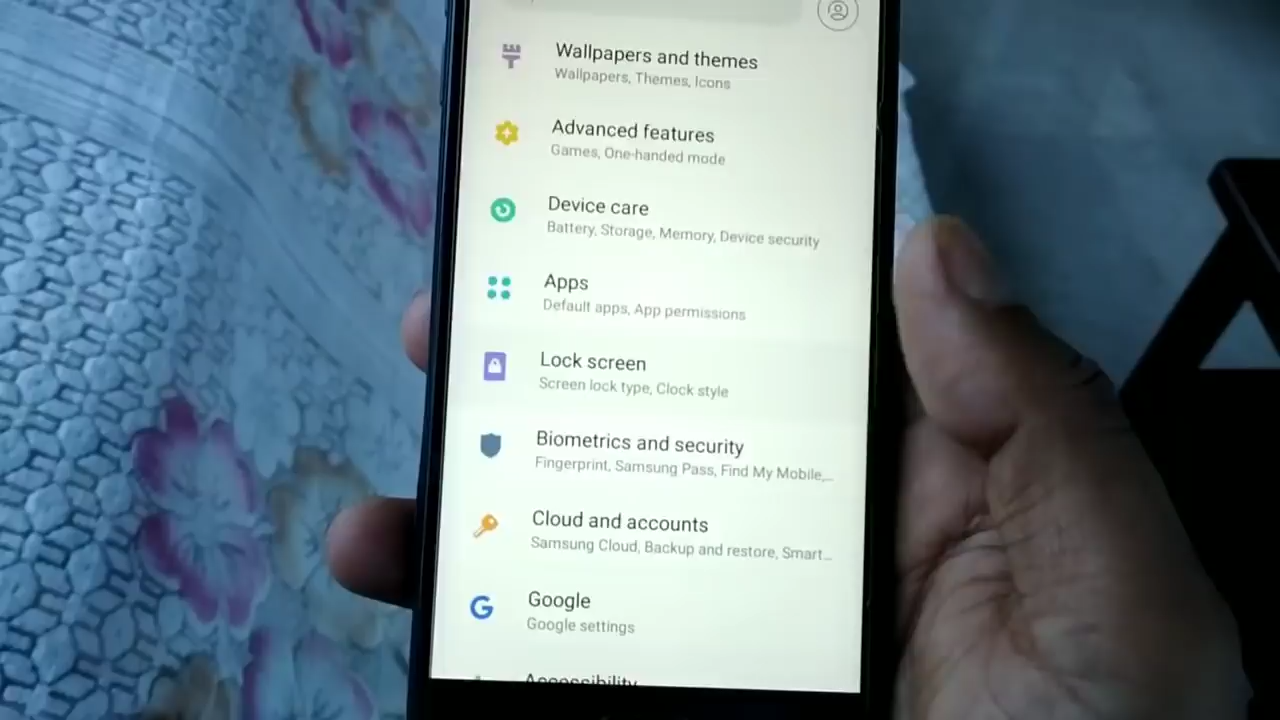 Wallpapers and themes
Wallpapers, Themes, Icons
Advanced features
Games, One-handed mode
Device care
Battery, Storage, Memory, Device security
Apps
Default apps, App permissions
Lock screen
Screen lock type, Clock style
Biometrics and security
Fingerprint, Samsung Pass, Find My Mobile,...
Cloud and accounts
Samsung Cloud, Backup and restore, Smart...
Google
Google settings
Accessibility